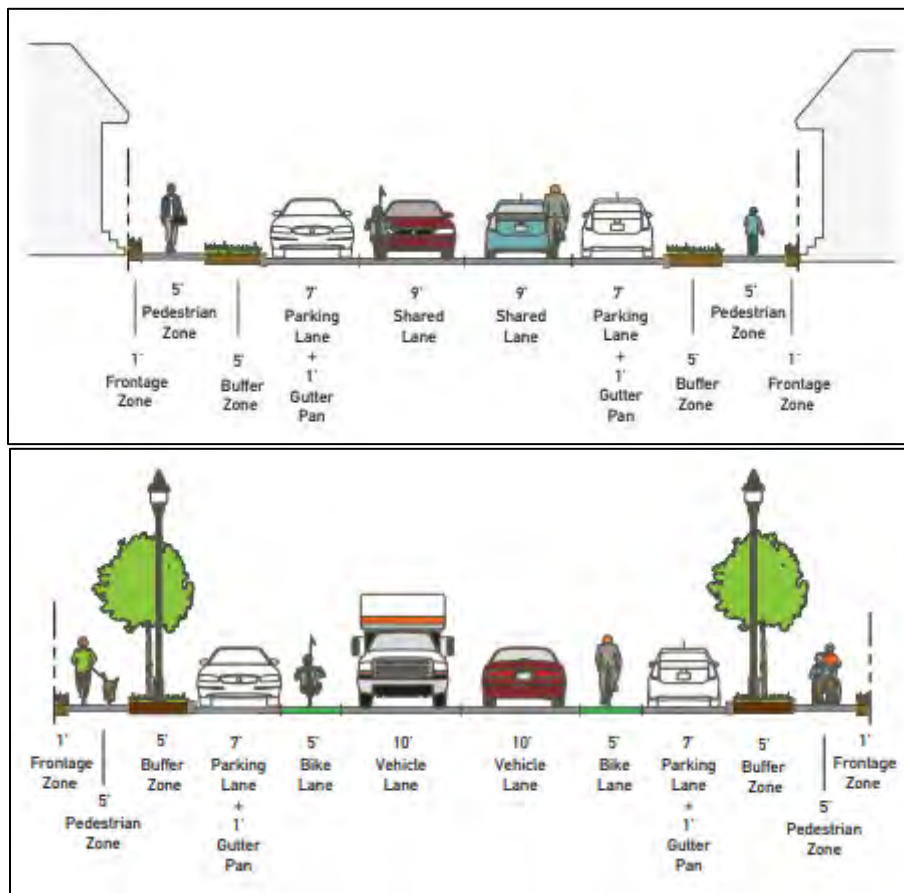 5' Pedestrian Zone
7' Parking Lane + 1' Gutter Pan
9' Shared Lane
9' Shared Lane
7' Parking Lane + 1' Gutter Pan
5' Pedestrian Zone
1' Frontage Zone
5' Buffer Zone
5' Buffer Zone
1' Frontage Zone
1' Frontage Zone
5' Buffer Zone
7' Parking Lane + 1' Gutter Pan
5' Bike Lane
10' Vehicle Lane
10' Vehicle Lane
5' Bike Lane
7' Parking Lane + 1' Gutter Pan
5' Buffer Zone
1' Frontage Zone
5' Pedestrian Zone
5' Pedestrian Zone